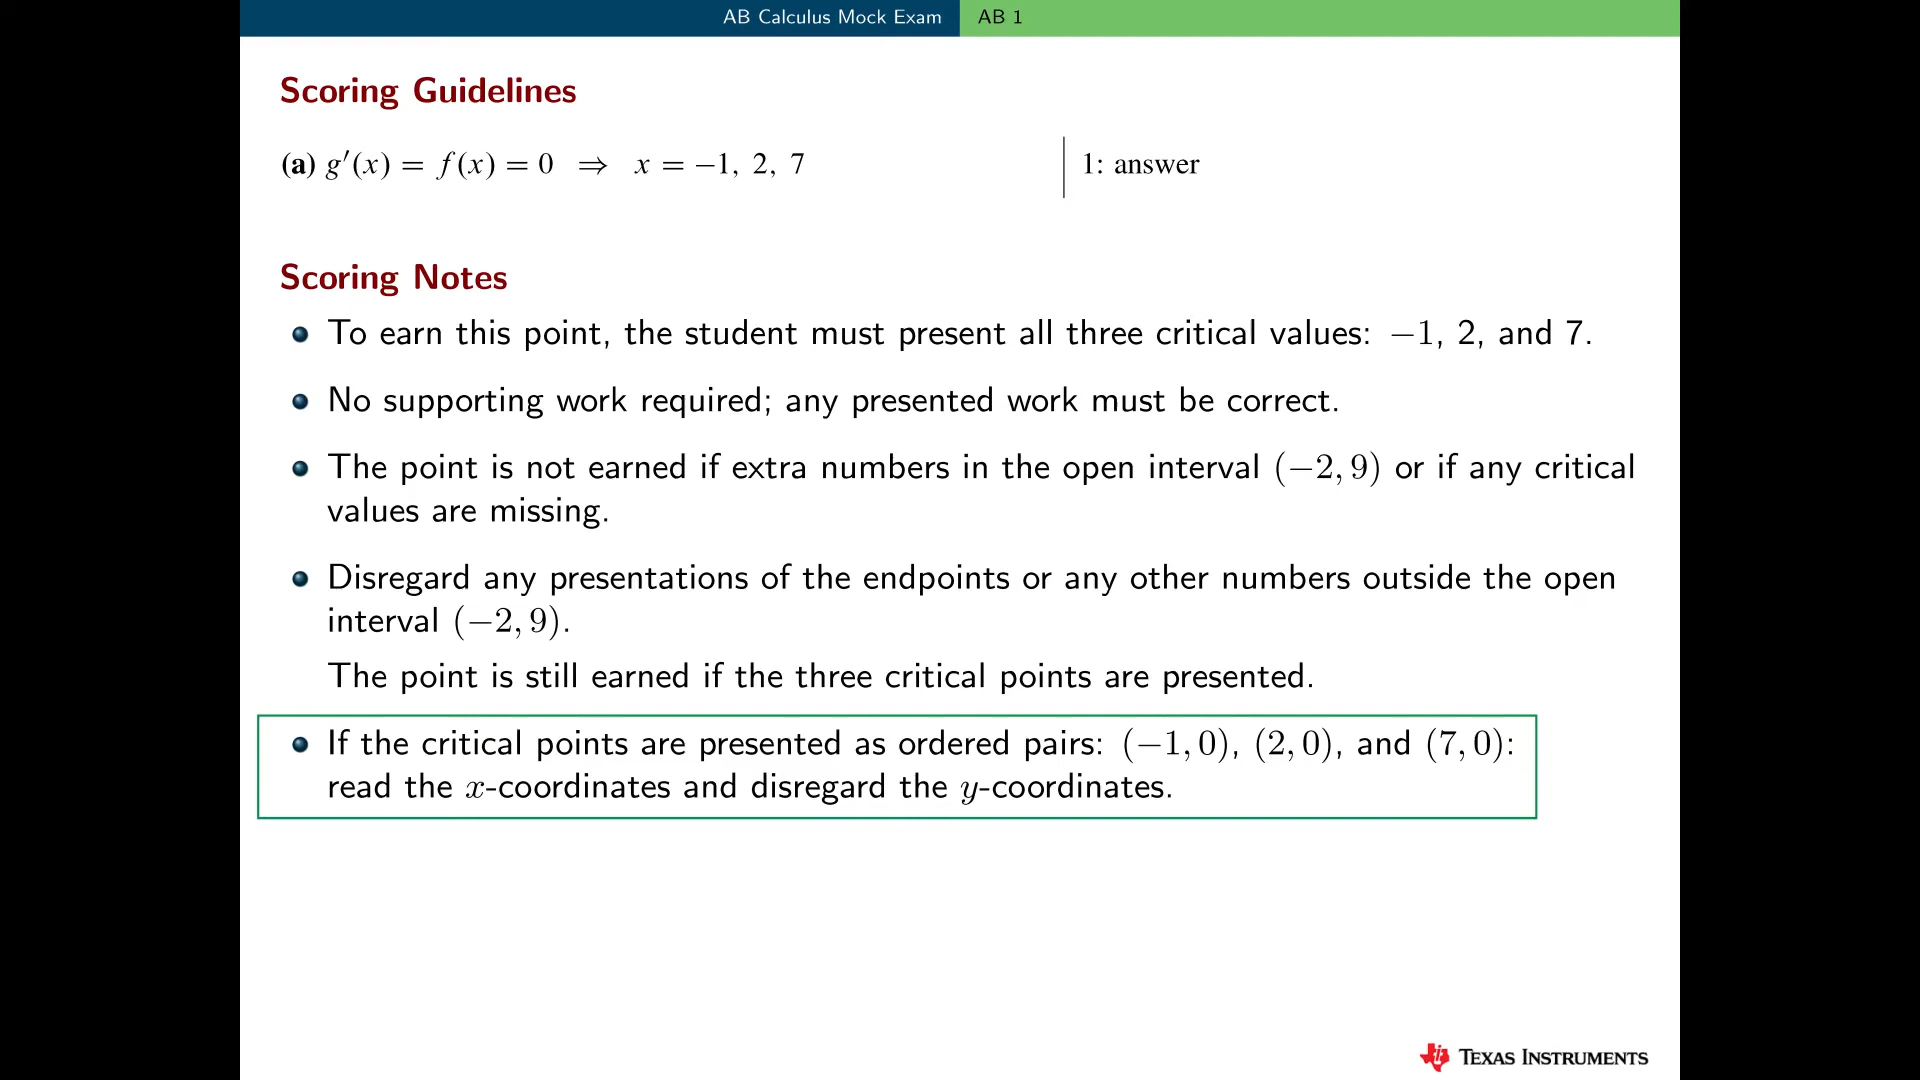 AB Calculus Mock Exam AB 1
Scoring Guidelines
(a) g′(x) = f(x) = 0 ⇒ x = −1, 2, 7 1: answer
Scoring Notes
To earn this point, the student must present all three critical values: −1, 2, and 7.
No supporting work required; any presented work must be correct.
The point is not earned if extra numbers in the open interval (−2, 9) or if any critical
values are missing.
Disregard any presentations of the endpoints or any other numbers outside the open
interval (−2, 9).
The point is still earned if the three critical points are presented.
If the critical points are presented as ordered pairs: (−1, 0), (2, 0), and (7, 0):
read the x-coordinates and disregard the y-coordinates.
TEXAS INSTRUMENTS